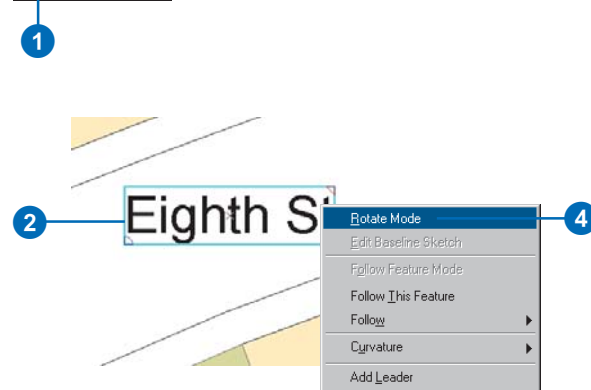 1
2
Eighth St
Rotate Mode
4
Edit Baseline Sketch
Follow Feature Mode
Follow This Feature
Follow
Curvature
Add Leader